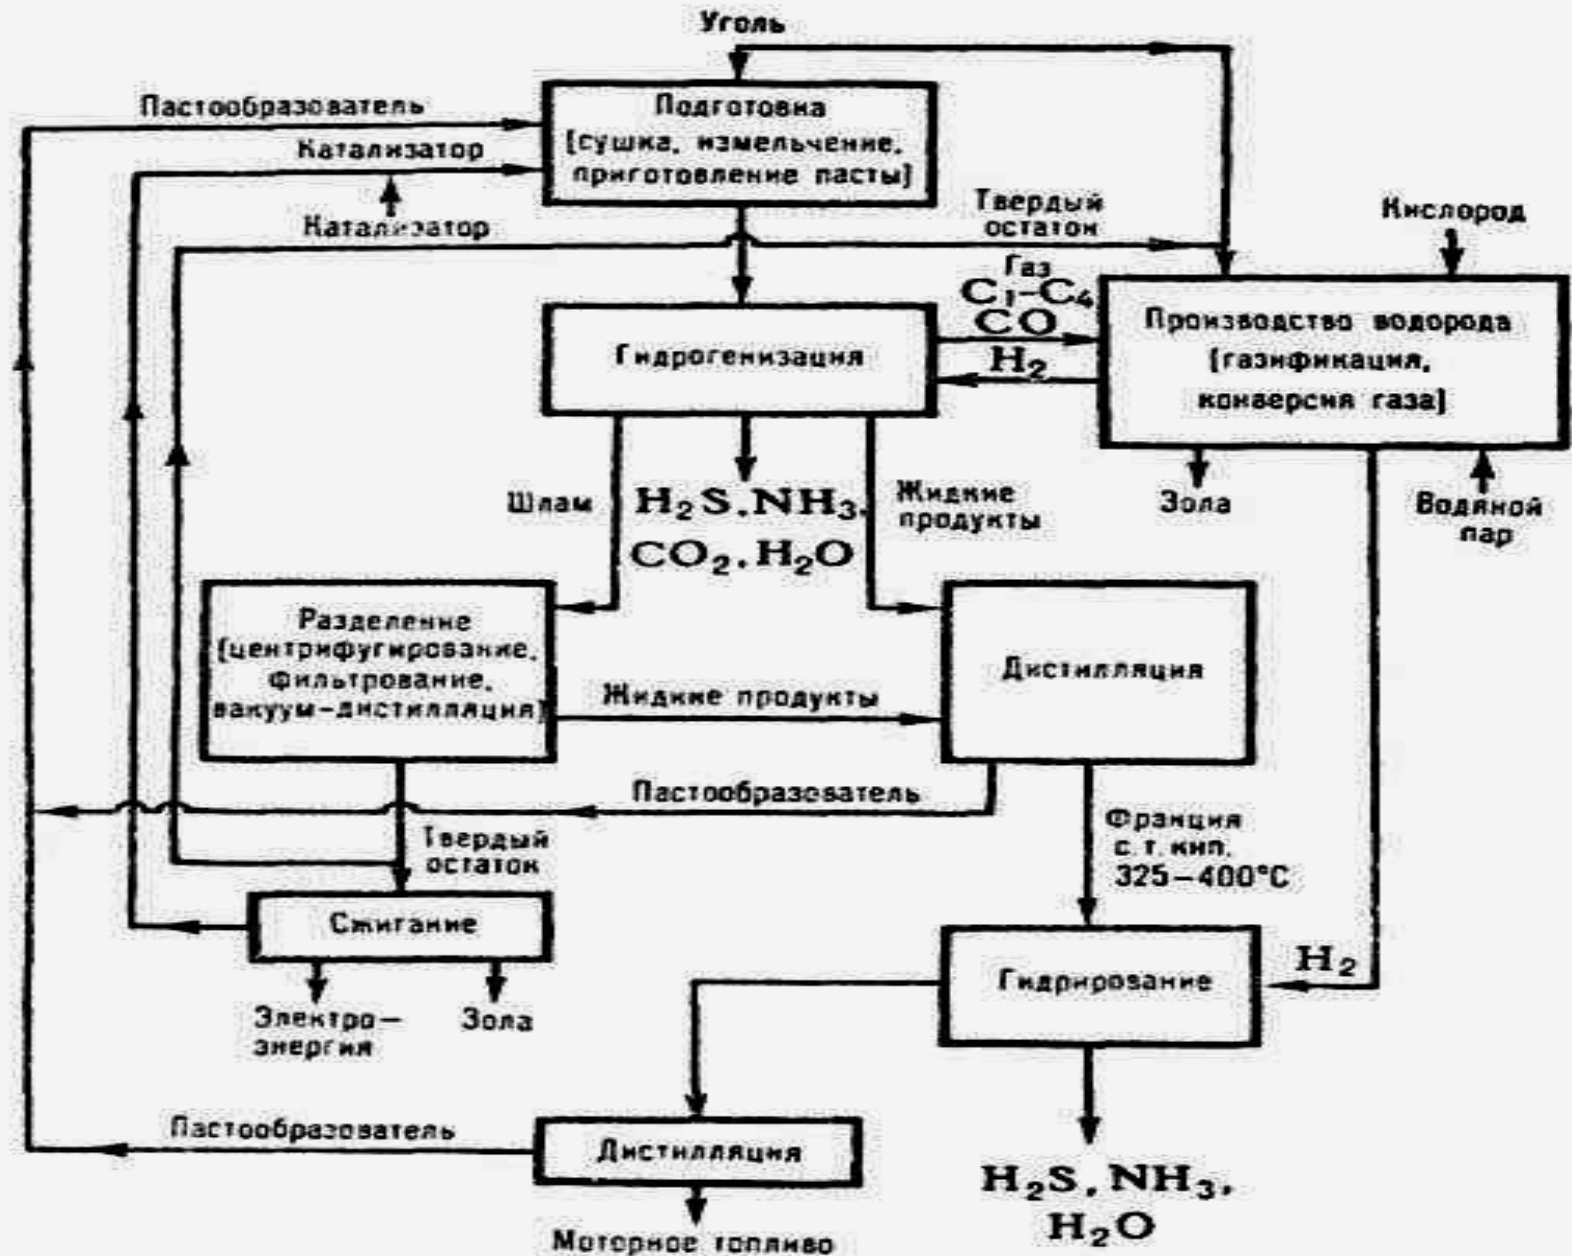 Уголь
Пастообразователь
Подготовка
[сушка, измельчение,
приготовление пасты]
Катализатор
Катализатор
Твердый
остаток
Кислород
Газ
C₁-C₄
CO
H₂
Производство водорода
[газификация,
конверсия газа]
Гидрогенизация
Шлам
H₂S, NH₃,
CO₂, H₂O
Жидкие
продукты
Зола
Водяной
пар
Разделение
[центрифугирование,
фильтрование,
вакуум-дистилляция]
Жидкие продукты
Дистилляция
Пастообразователь
Твердый
остаток
Франция
с. т. кип.
325-400°C
Сжигание
Электро-
энергия
Зола
Гидрирование
H₂
Пастообразователь
Дистилляция
H₂S, NH₃,
H₂O
Моторное топливо